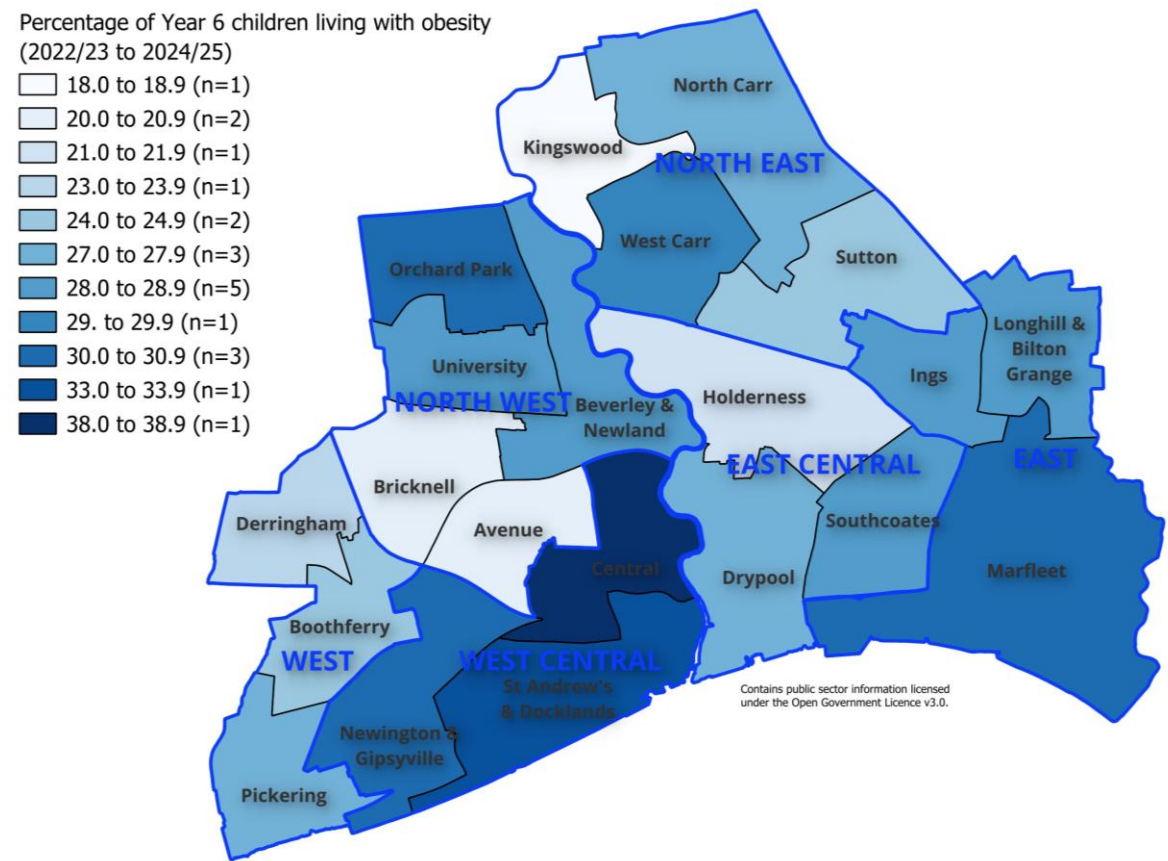 Percentage of Year 6 children living with obesity
(2022/23 to 2024/25)
18.0 to 18.9 (n=1)
20.0 to 20.9 (n=2)
21.0 to 21.9 (n=1)
23.0 to 23.9 (n=1)
24.0 to 24.9 (n=2)
27.0 to 27.9 (n=3)
28.0 to 28.9 (n=5)
29. to 29.9 (n=1)
30.0 to 30.9 (n=3)
33.0 to 33.9 (n=1)
38.0 to 38.9 (n=1)
North Carr
Kingswood
NORTH EAST
West Carr
Sutton
Orchard Park
Longhill &
Bilton
Grange
University
Ings
NORTH WEST
Holderness
Beverley &
Newland
EAST CENTRAL
EAST
Bricknell
Derringham
Avenue
Southcoates
Central
Drypool
Marfleet
Boothferry
WEST
WEST CENTRAL
St Andrew's
& Docklands
Contains public sector information licensed
under the Open Government Licence v3.0.
Newington &
Gipsyville
Pickering